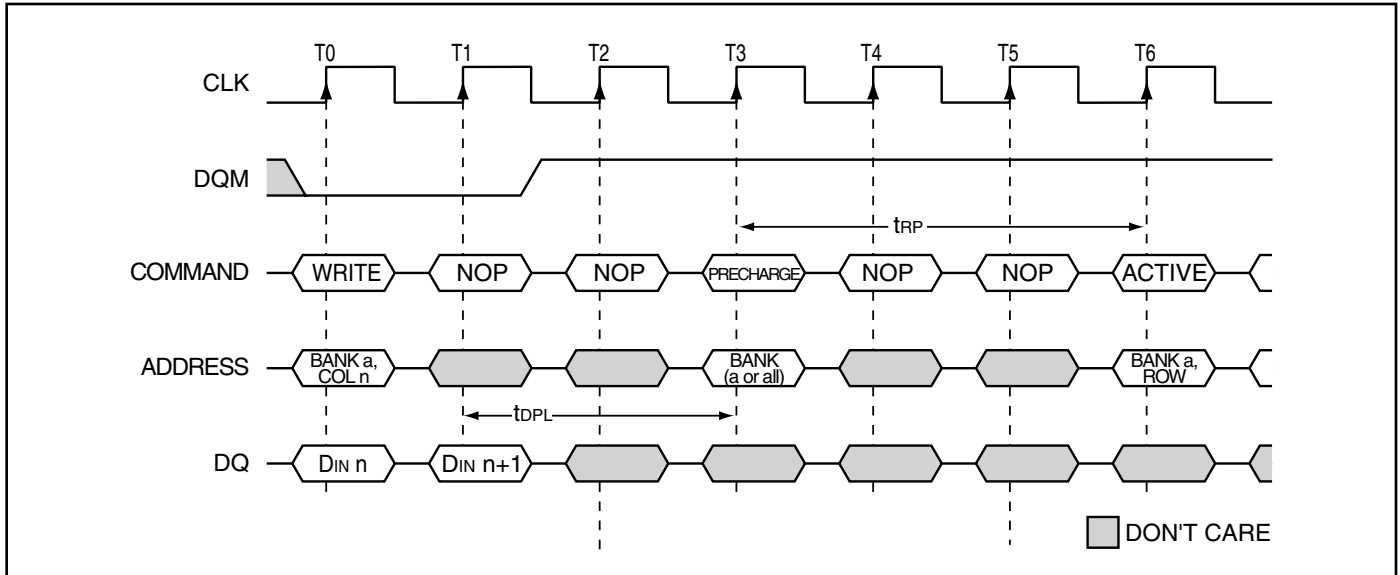 T0 T1 T2 T3 T4 T5 T6
CLK
DQM
tRP
COMMAND WRITE NOP NOP PRECHARGE NOP NOP ACTIVE
ADDRESS BANK a, COL n BANK (a or all) BANK a, ROW
tDPL
DQ DIN n DIN n+1
DON'T CARE